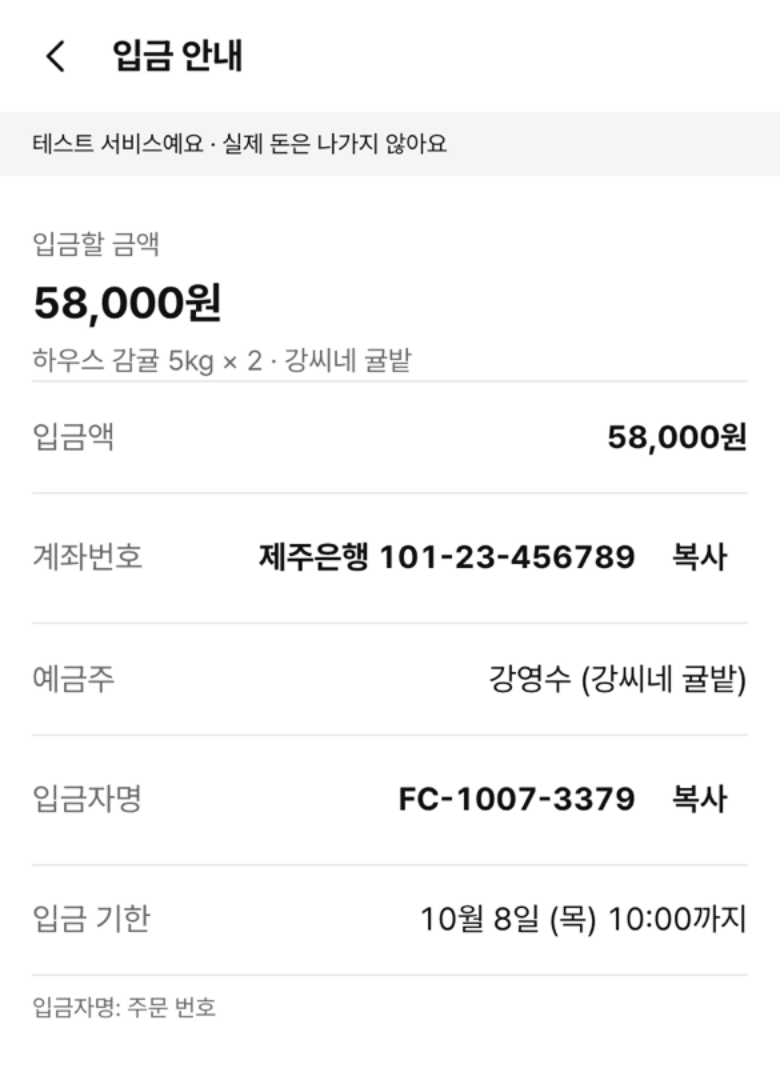 입금 안내
테스트 서비스예요 · 실제 돈은 나가지 않아요
입금할 금액
58,000원
하우스 감귤 5kg × 2 · 강씨네 귤밭
입금액 58,000원
계좌번호 제주은행 101-23-456789 복사
예금주 강영수 (강씨네 귤밭)
입금자명 FC-1007-3379 복사
입금 기한 10월 8일 (목) 10:00까지
입금자명: 주문 번호